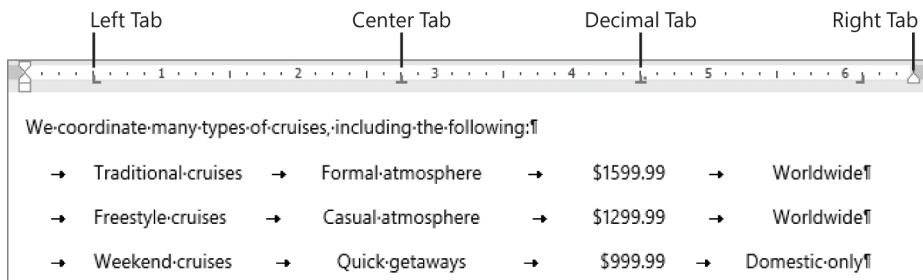 Left Tab Center Tab Decimal Tab Right Tab
1 2 3 4 5 6
We·coordinate·many·types·of·cruises,·including·the·following:¶
→ Traditional·cruises → Formal·atmosphere → $1599.99 → Worldwide¶
→ Freestyle·cruises → Casual·atmosphere → $1299.99 → Worldwide¶
→ Weekend·cruises → Quick·getaways → $999.99 → Domestic·only¶